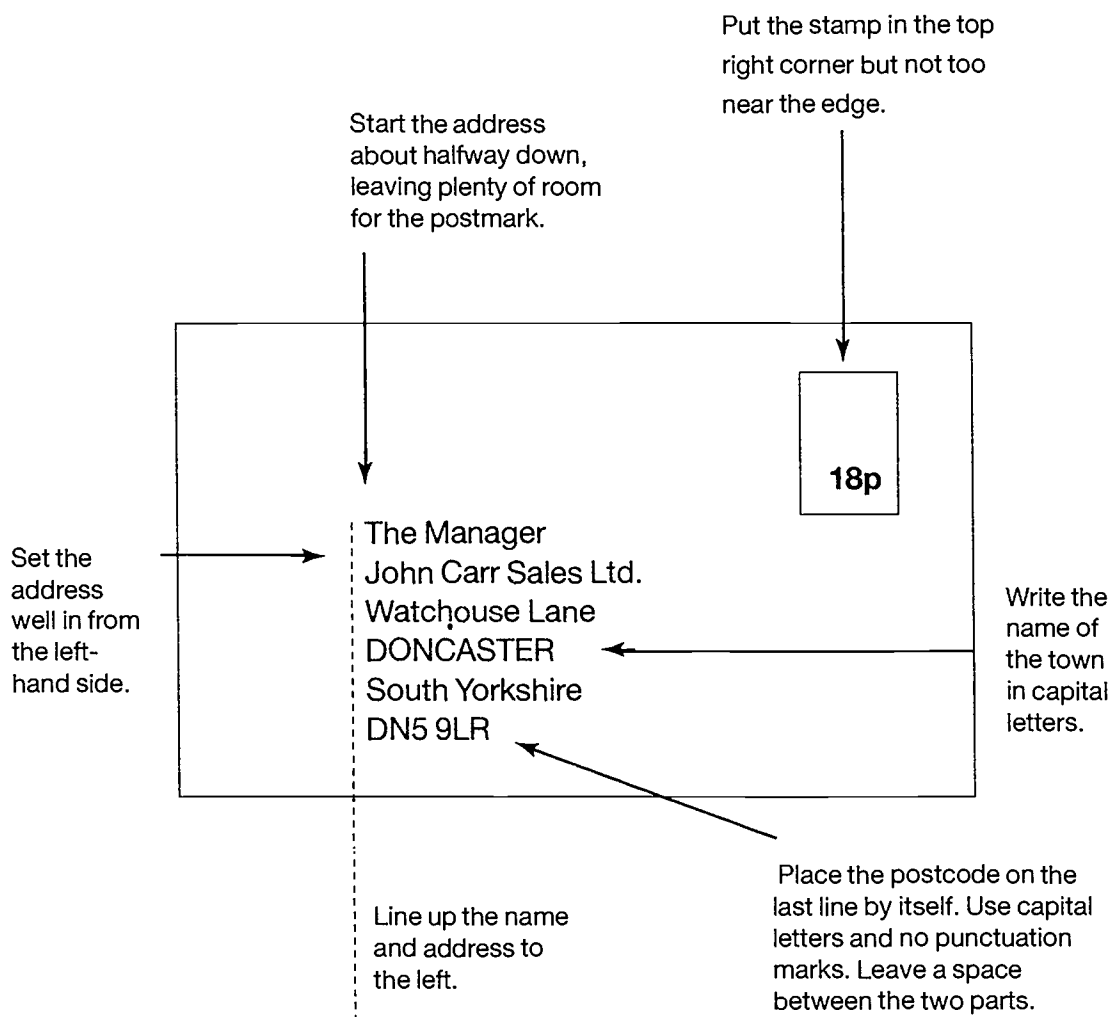 Put the stamp in the top
right corner but not too
near the edge.
Start the address
about halfway down,
leaving plenty of room
for the postmark.
18p
The Manager
John Carr Sales Ltd.
Watchouse Lane
DONCASTER
South Yorkshire
DN5 9LR
Set the
address
well in from
the left-
hand side.
Write the
name of
the town
in capital
letters.
Line up the name
and address to
the left.
Place the postcode on the
last line by itself. Use capital
letters and no punctuation
marks. Leave a space
between the two parts.